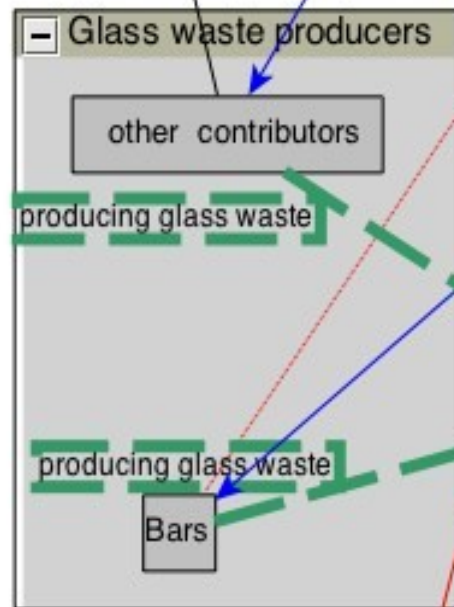 Glass waste producers
other contributors
producing glass waste
producing glass waste
Bars